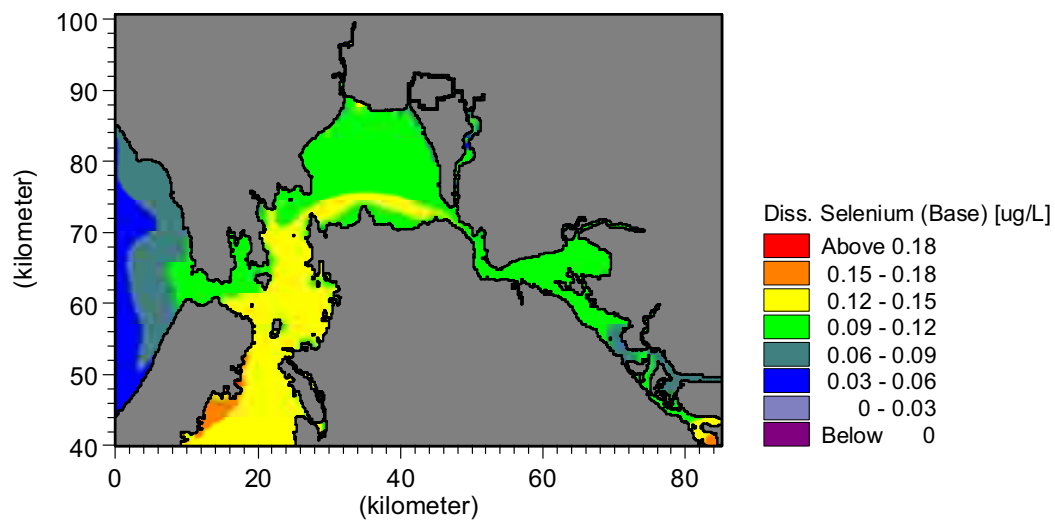 100
90
80
70
60
50
40
(kilometer)
0 20 40 60 80
(kilometer)
Diss. Selenium (Base) [ug/L]
Above 0.18
0.15 - 0.18
0.12 - 0.15
0.09 - 0.12
0.06 - 0.09
0.03 - 0.06
0 - 0.03
Below 0